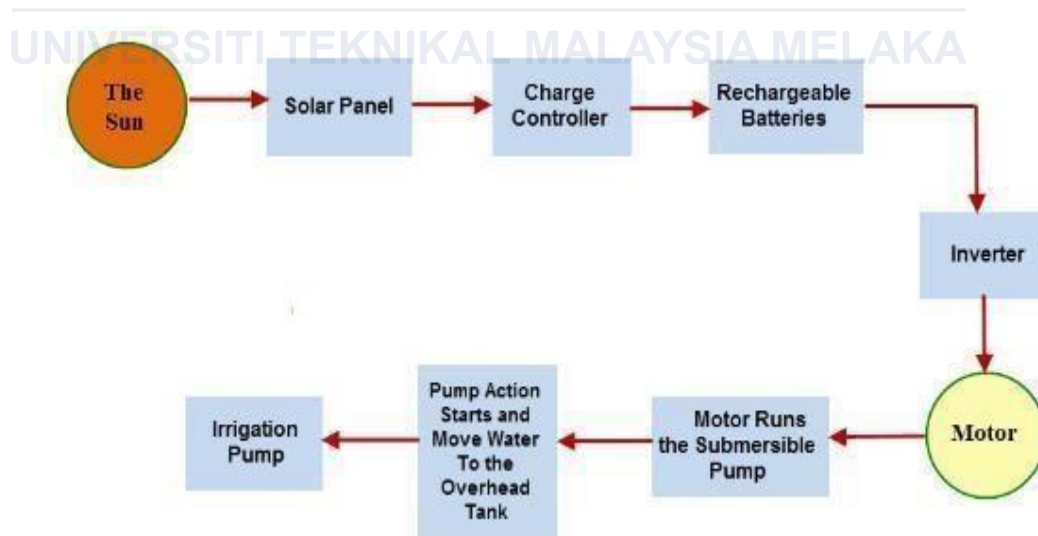 UNIVERSITI TEKNIKAL MALAYSIA MELAKA
The
Sun
Solar Panel
Charge
Controller
Rechargeable
Batteries
Inverter
Motor
Motor Runs
the Submersible
Pump
Pump Action
Starts and
Move Water
To the
Overhead
Tank
Irrigation
Pump